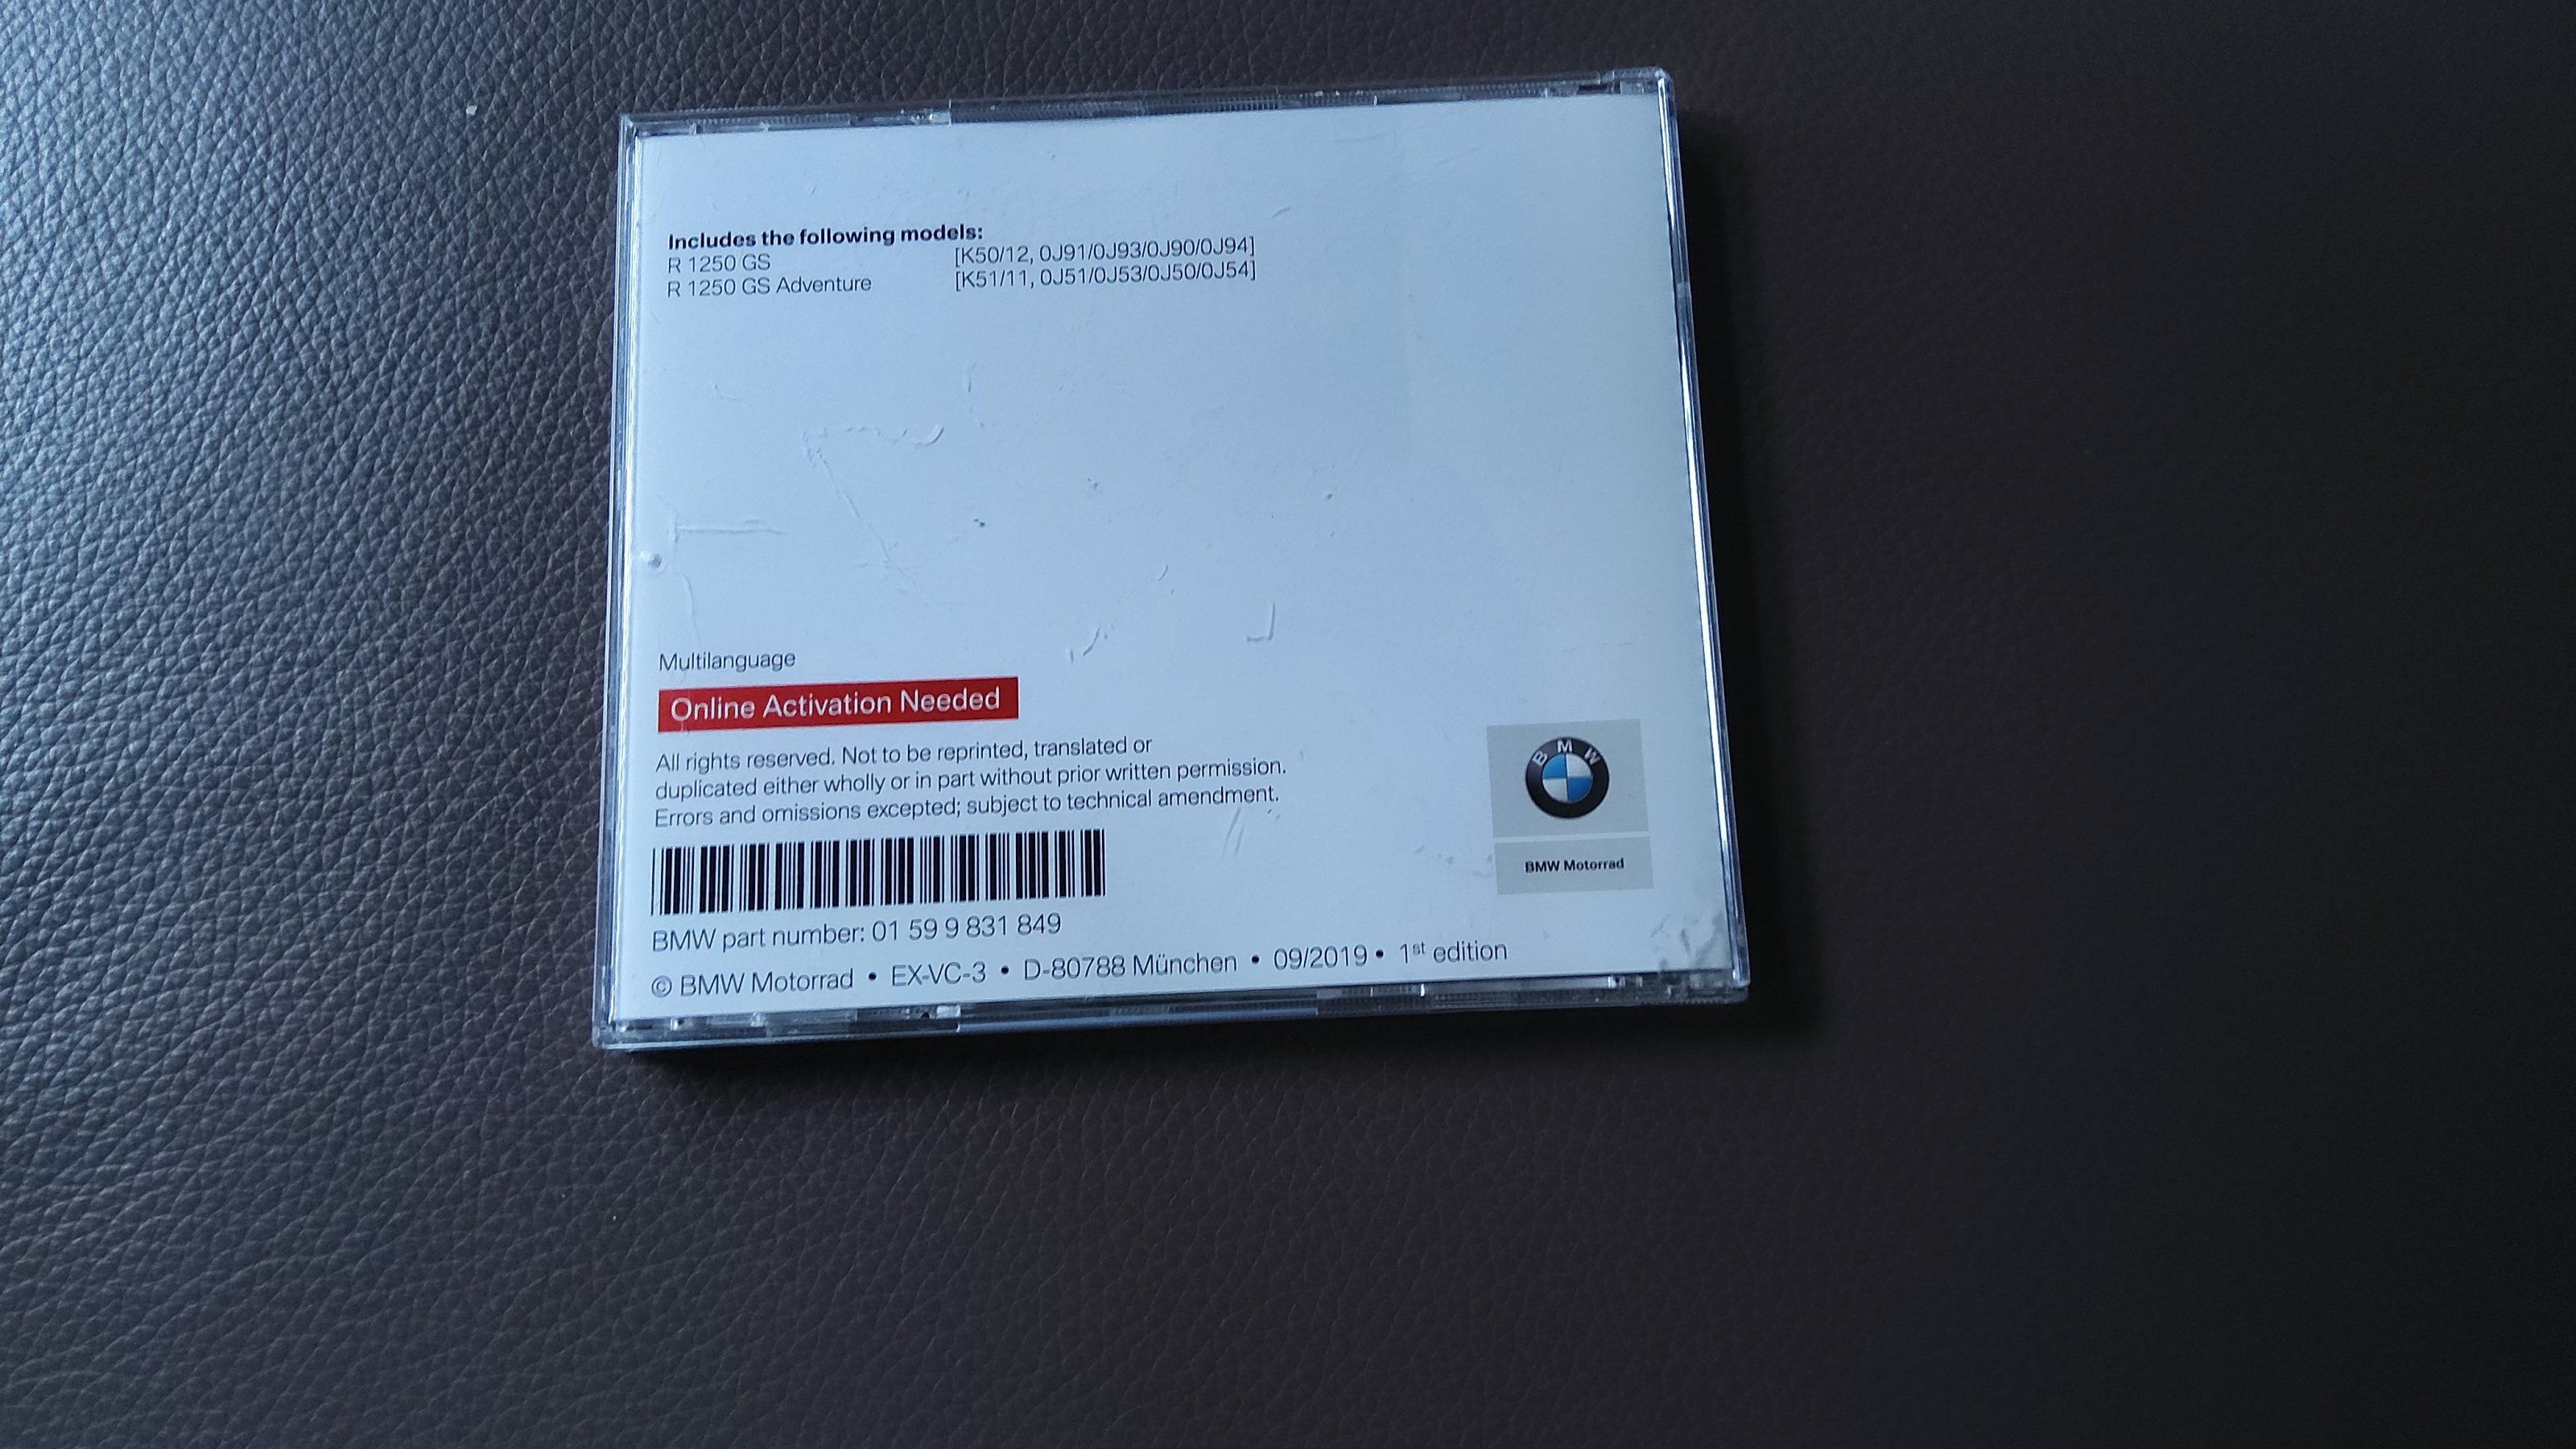 Includes the following models:
R 1250 GS [K50/12, 0J91/0J93/0J90/0J94]
R 1250 GS Adventure [K51/11, 0J51/0J53/0J50/0J54]
Multilanguage
Online Activation Needed
All rights reserved. Not to be reprinted, translated or
duplicated either wholly or in part without prior written permission.
Errors and omissions excepted; subject to technical amendment.
BMW
BMW Motorrad
BMW part number: 01 59 9 831 849
© BMW Motorrad • EX-VC-3 • D-80788 München • 09/2019 • 1st edition